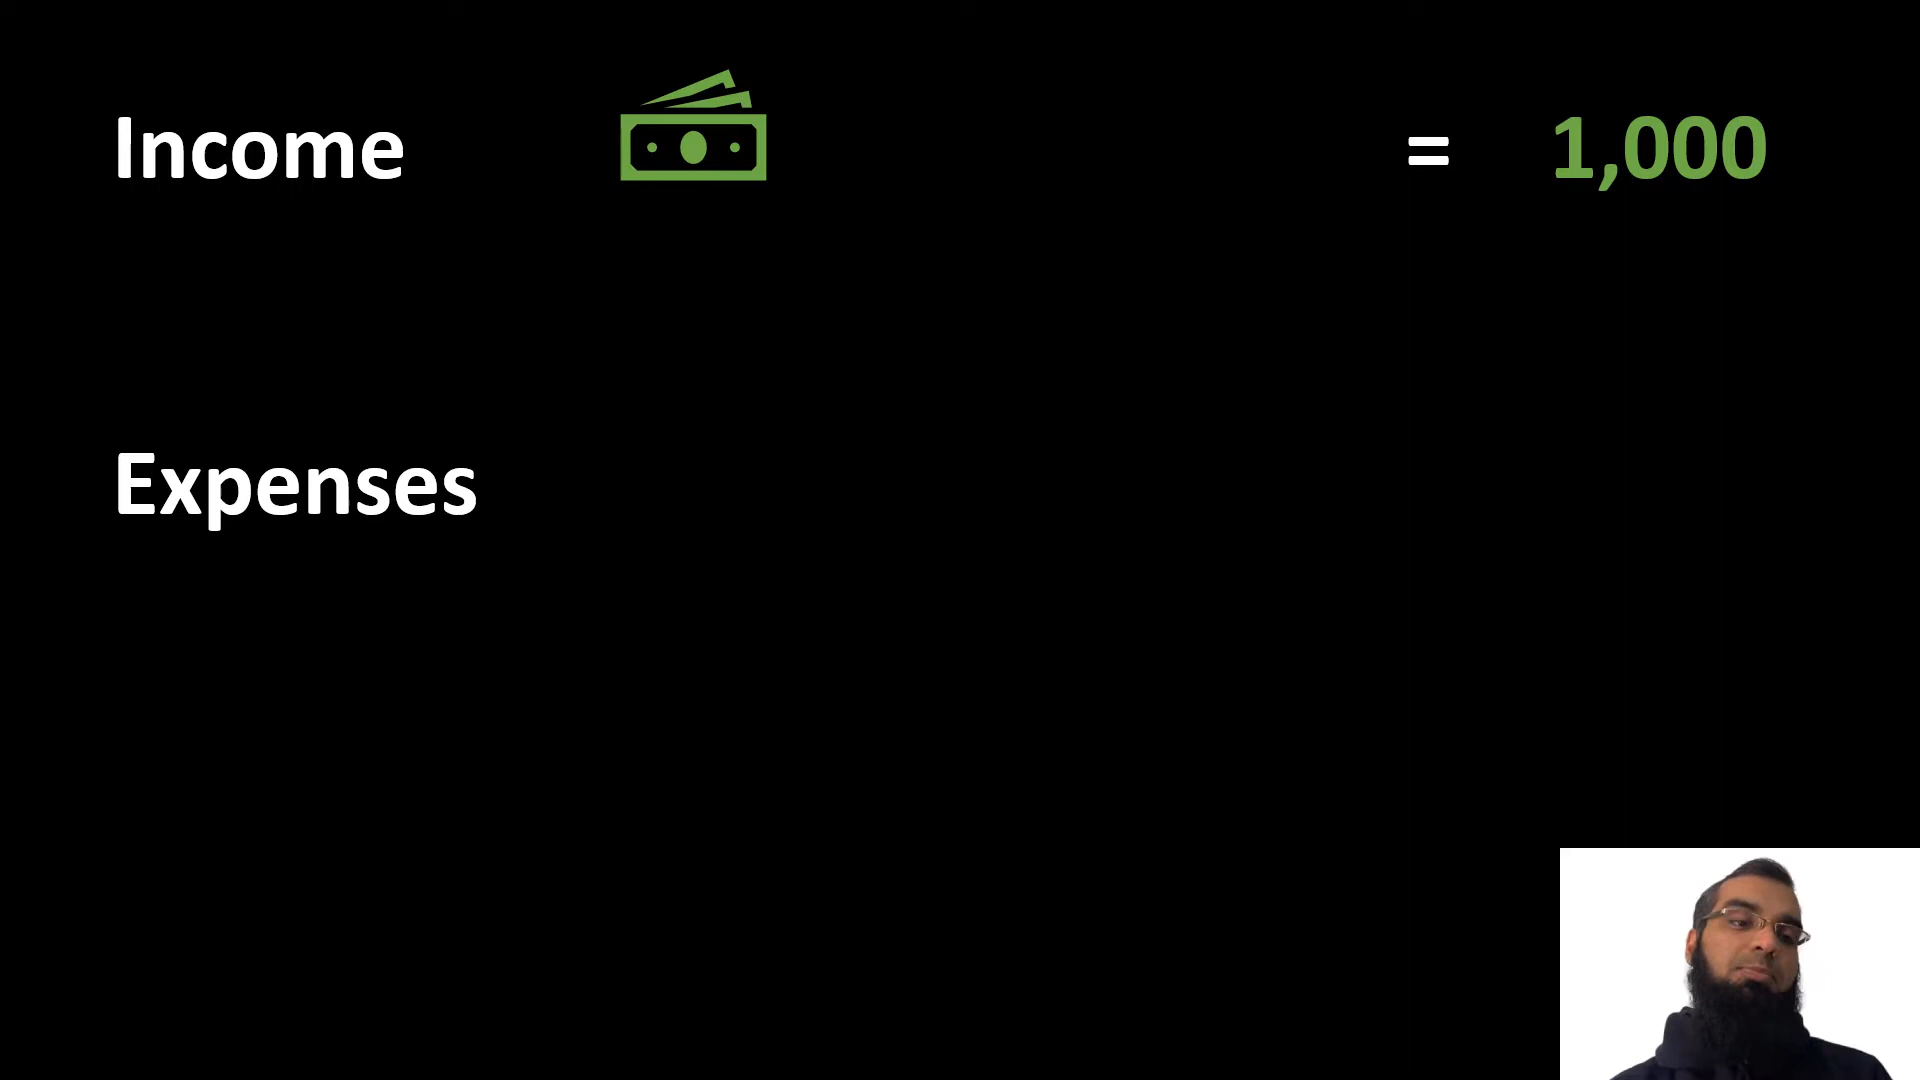 Income = 1,000
Expenses